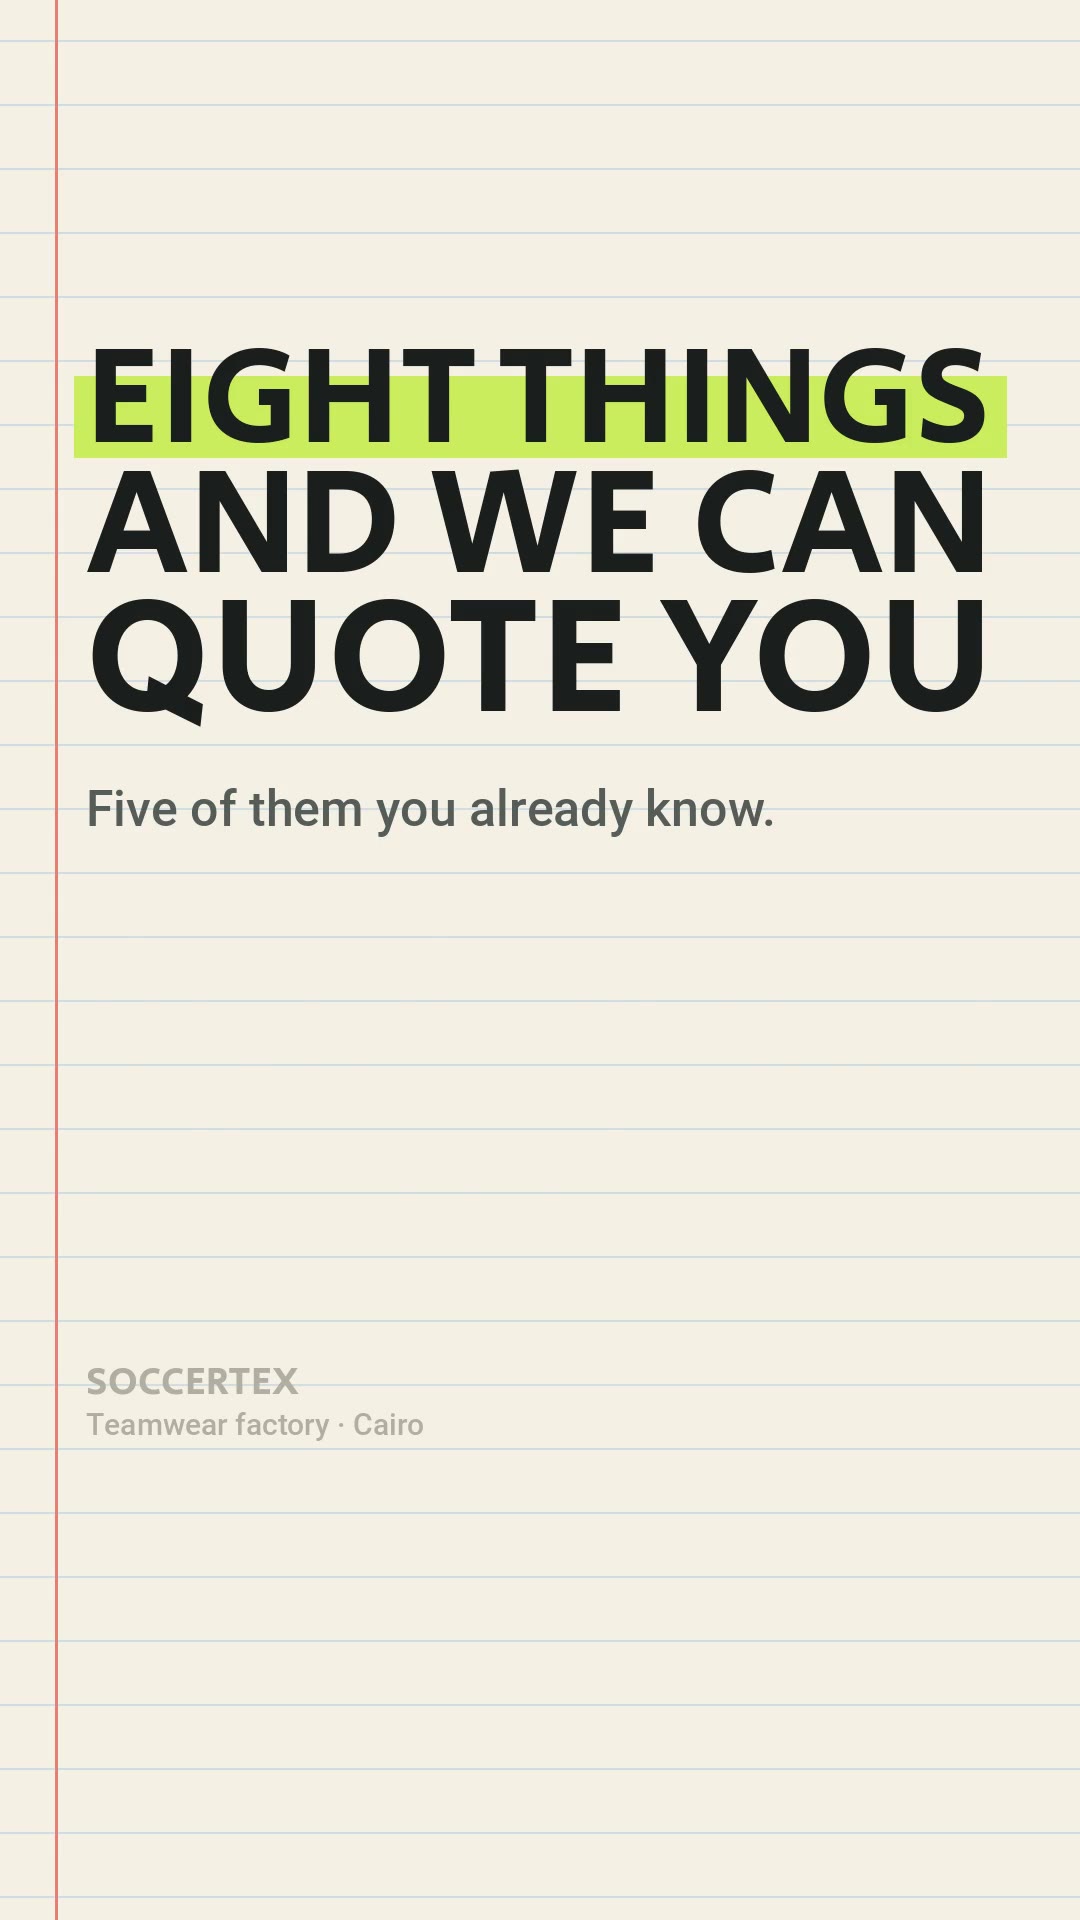 EIGHT THINGS
AND WE CAN
QUOTE YOU
Five of them you already know.
SOCCERTEX
Teamwear factory · Cairo